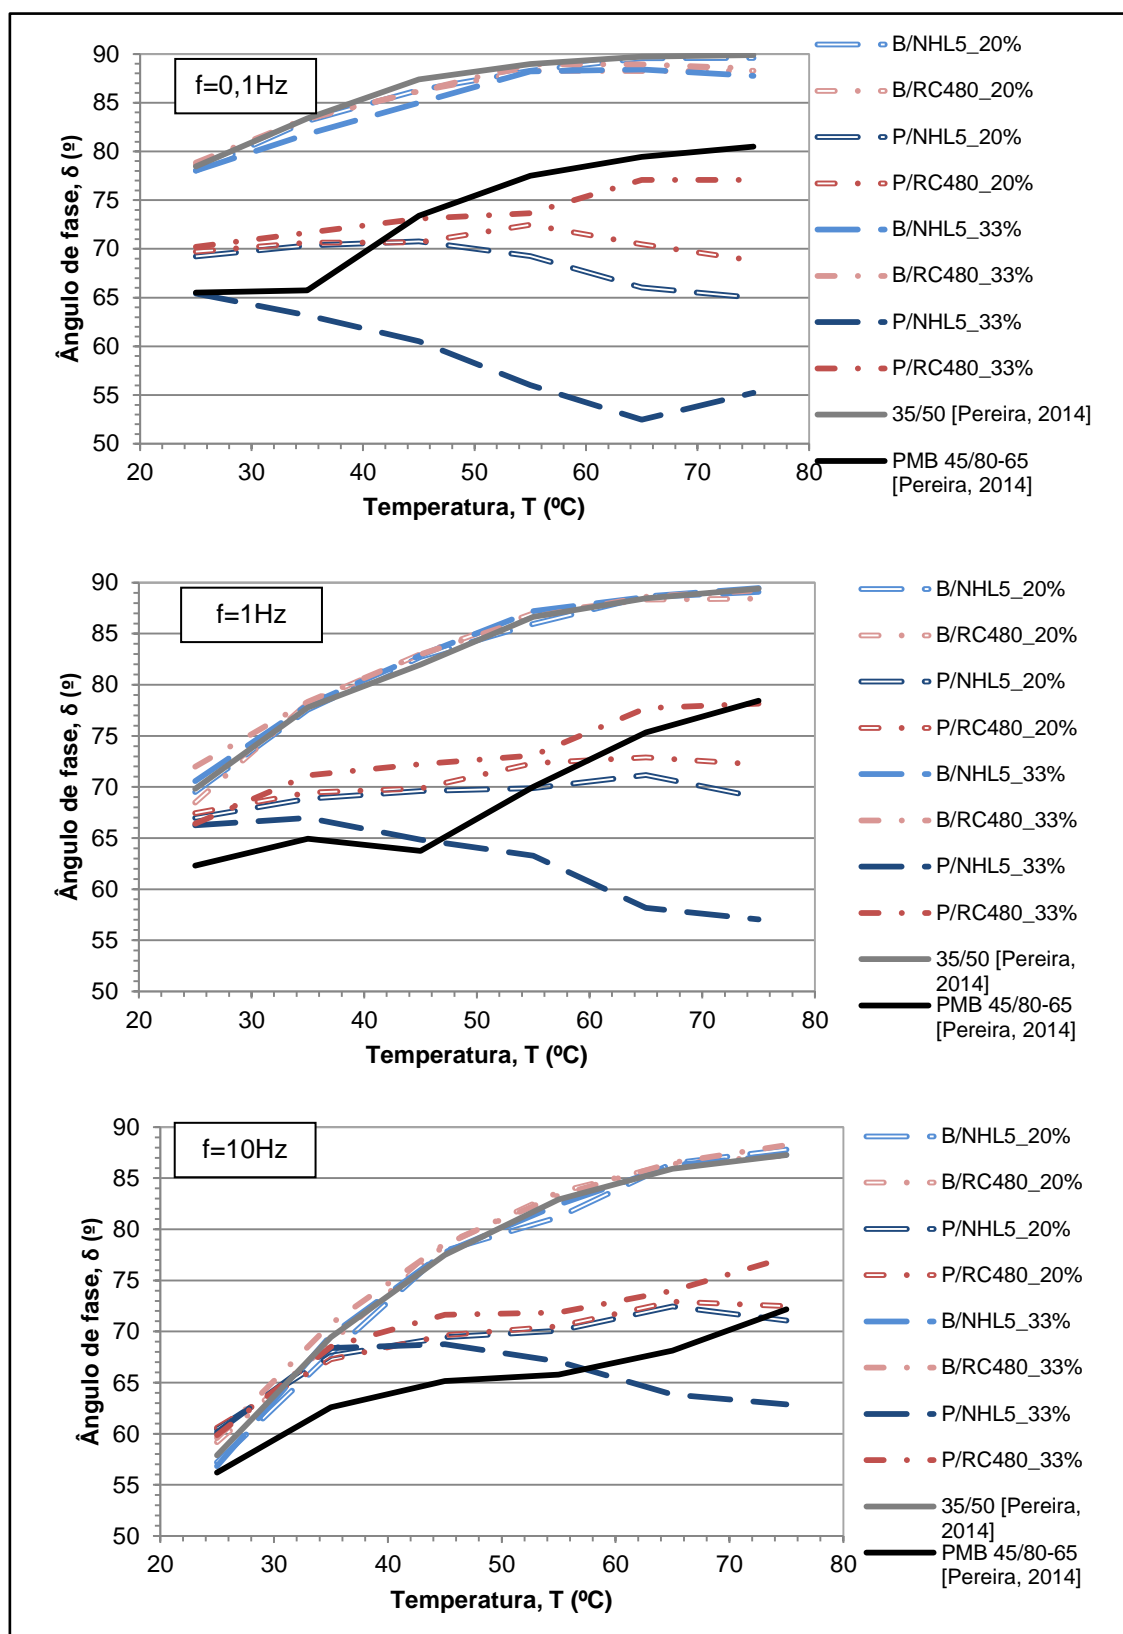 f=0,1Hz
Ângulo de fase, δ (º)
90
85
80
75
70
65
60
55
50
20
30
40
50
60
70
80
Temperatura, T (ºC)
B/NHL5_20%
B/RC480_20%
P/NHL5_20%
P/RC480_20%
B/NHL5_33%
B/RC480_33%
P/NHL5_33%
P/RC480_33%
35/50 [Pereira, 2014]
PMB 45/80-65
[Pereira, 2014]
f=1Hz
Ângulo de fase, δ (º)
90
85
80
75
70
65
60
55
50
20
30
40
50
60
70
80
Temperatura, T (ºC)
B/NHL5_20%
B/RC480_20%
P/NHL5_20%
P/RC480_20%
B/NHL5_33%
B/RC480_33%
P/NHL5_33%
P/RC480_33%
35/50 [Pereira,
2014]
PMB 45/80-65
[Pereira, 2014]
f=10Hz
Ângulo de fase, δ (º)
90
85
80
75
70
65
60
55
50
20
30
40
50
60
70
80
Temperatura, T (ºC)
B/NHL5_20%
B/RC480_20%
P/NHL5_20%
P/RC480_20%
B/NHL5_33%
B/RC480_33%
P/NHL5_33%
P/RC480_33%
35/50 [Pereira,
2014]
PMB 45/80-65
[Pereira, 2014]